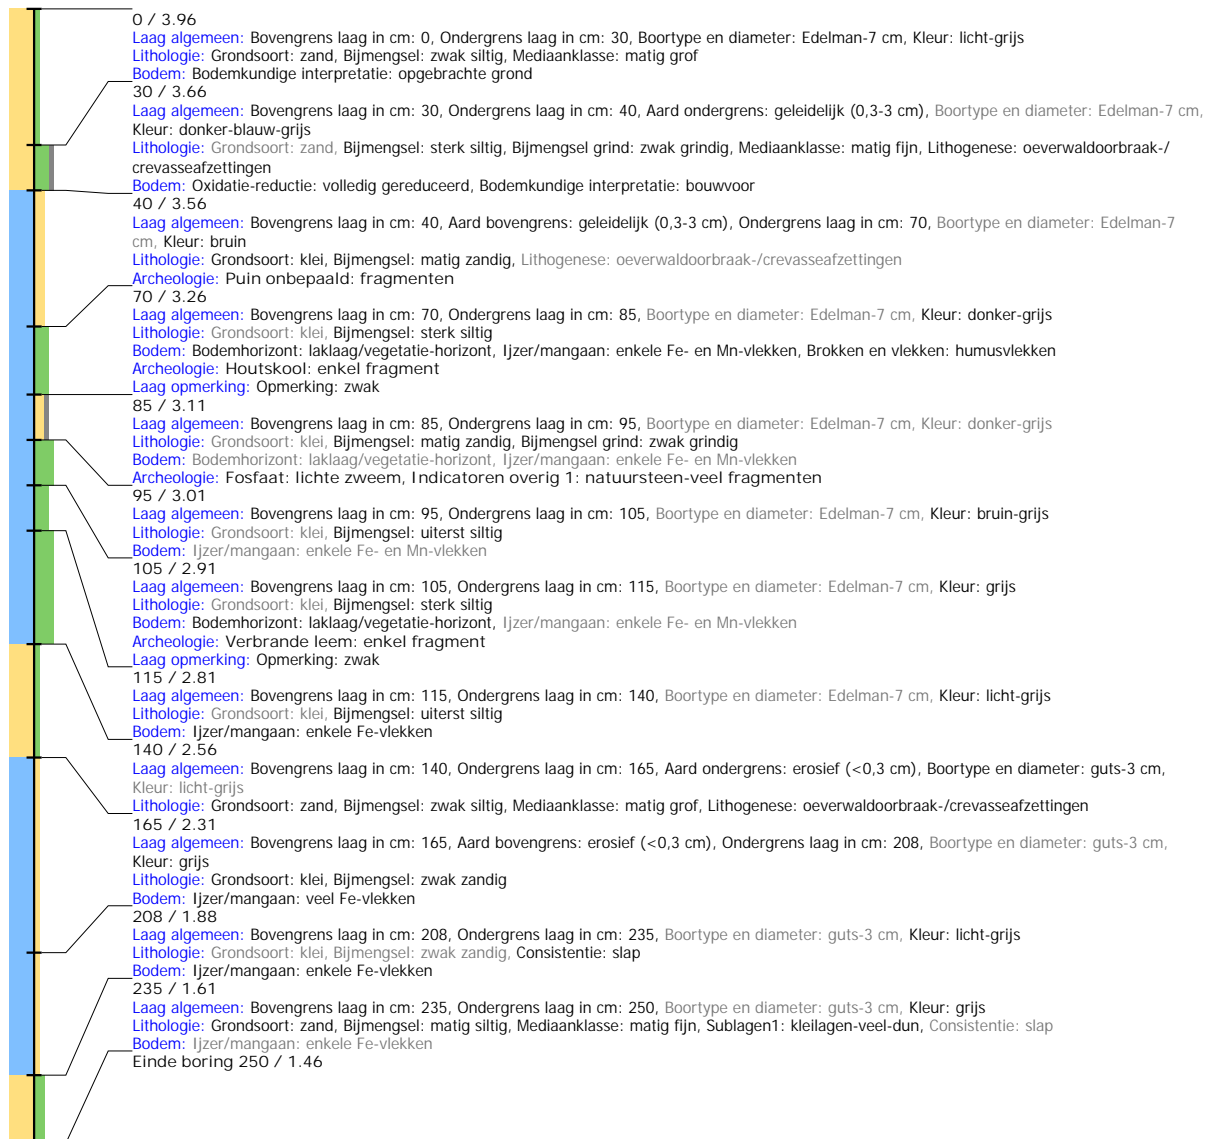 0 / 3.96
Laag algemeen: Bovengrens laag in cm: 0, Ondergrens laag in cm: 30, Boortype en diameter: Edelman-7 cm, Kleur: licht-grijs
Lithologie: Grondsoort: zand, Bijmengsel: zwak siltig, Mediaanklasse: matig grof
Bodem: Bodemkundige interpretatie: opgebrachte grond
30 / 3.66
Laag algemeen: Bovengrens laag in cm: 30, Ondergrens laag in cm: 40, Aard ondergrens: geleidelijk (0,3-3 cm), Boortype en diameter: Edelman-7 cm,
Kleur: donker-blauw-grijs
Lithologie: Grondsoort: zand, Bijmengsel: sterk siltig, Bijmengsel grind: zwak grindig, Mediaanklasse: matig fijn, Lithogenese: oeverwaldoorbraak-/
crevasseafzettingen
Bodem: Oxidatie-reductie: volledig gereduceerd, Bodemkundige interpretatie: bouwvoor
40 / 3.56
Laag algemeen: Bovengrens laag in cm: 40, Aard bovengrens: geleidelijk (0,3-3 cm), Ondergrens laag in cm: 70, Boortype en diameter: Edelman-7
cm, Kleur: bruin
Lithologie: Grondsoort: klei, Bijmengsel: matig zandig, Lithogenese: oeverwaldoorbraak-/crevasseafzettingen
Archeologie: Puin onbepaald: fragmenten
70 / 3.26
Laag algemeen: Bovengrens laag in cm: 70, Ondergrens laag in cm: 85, Boortype en diameter: Edelman-7 cm, Kleur: donker-grijs
Lithologie: Grondsoort: klei, Bijmengsel: sterk siltig
Bodem: Bodemhorizont: laklaag/vegetatie-horizont, Ijzer/mangaan: enkele Fe- en Mn-vlekken, Brokken en vlekken: humusvlekken
Archeologie: Houtskool: enkel fragment
Laag opmerking: Opmerking: zwak
85 / 3.11
Laag algemeen: Bovengrens laag in cm: 85, Ondergrens laag in cm: 95, Boortype en diameter: Edelman-7 cm, Kleur: donker-grijs
Lithologie: Grondsoort: klei, Bijmengsel: matig zandig, Bijmengsel grind: zwak grindig
Bodem: Bodemhorizont: laklaag/vegetatie-horizont, Ijzer/mangaan: enkele Fe- en Mn-vlekken
Archeologie: Fosfaat: lichte zweem, Indicatoren overig 1: natuursteen-veel fragmenten
95 / 3.01
Laag algemeen: Bovengrens laag in cm: 95, Ondergrens laag in cm: 105, Boortype en diameter: Edelman-7 cm, Kleur: bruin-grijs
Lithologie: Grondsoort: klei, Bijmengsel: uiterst siltig
Bodem: Ijzer/mangaan: enkele Fe- en Mn-vlekken
105 / 2.91
Laag algemeen: Bovengrens laag in cm: 105, Ondergrens laag in cm: 115, Boortype en diameter: Edelman-7 cm, Kleur: grijs
Lithologie: Grondsoort: klei, Bijmengsel: sterk siltig
Bodem: Bodemhorizont: laklaag/vegetatie-horizont, Ijzer/mangaan: enkele Fe- en Mn-vlekken
Archeologie: Verbrande leem: enkel fragment
Laag opmerking: Opmerking: zwak
115 / 2.81
Laag algemeen: Bovengrens laag in cm: 115, Ondergrens laag in cm: 140, Boortype en diameter: Edelman-7 cm, Kleur: licht-grijs
Lithologie: Grondsoort: klei, Bijmengsel: uiterst siltig
Bodem: Ijzer/mangaan: enkele Fe-vlekken
140 / 2.56
Laag algemeen: Bovengrens laag in cm: 140, Ondergrens laag in cm: 165, Aard ondergrens: erosief (<0,3 cm), Boortype en diameter: guts-3 cm,
Kleur: licht-grijs
Lithologie: Grondsoort: zand, Bijmengsel: zwak siltig, Mediaanklasse: matig grof, Lithogenese: oeverwaldoorbraak-/crevasseafzettingen
165 / 2.31
Laag algemeen: Bovengrens laag in cm: 165, Aard bovengrens: erosief (<0,3 cm), Ondergrens laag in cm: 208, Boortype en diameter: guts-3 cm,
Kleur: grijs
Lithologie: Grondsoort: klei, Bijmengsel: zwak zandig
Bodem: Ijzer/mangaan: veel Fe-vlekken
208 / 1.88
Laag algemeen: Bovengrens laag in cm: 208, Ondergrens laag in cm: 235, Boortype en diameter: guts-3 cm, Kleur: licht-grijs
Lithologie: Grondsoort: klei, Bijmengsel: zwak zandig, Consistentie: slap
Bodem: Ijzer/mangaan: enkele Fe-vlekken
235 / 1.61
Laag algemeen: Bovengrens laag in cm: 235, Ondergrens laag in cm: 250, Boortype en diameter: guts-3 cm, Kleur: grijs
Lithologie: Grondsoort: zand, Bijmengsel: matig siltig, Mediaanklasse: matig fijn, Sublagen1: kleilagen-veel-dun, Consistentie: slap
Bodem: Ijzer/mangaan: enkele Fe-vlekken
Einde boring 250 / 1.46